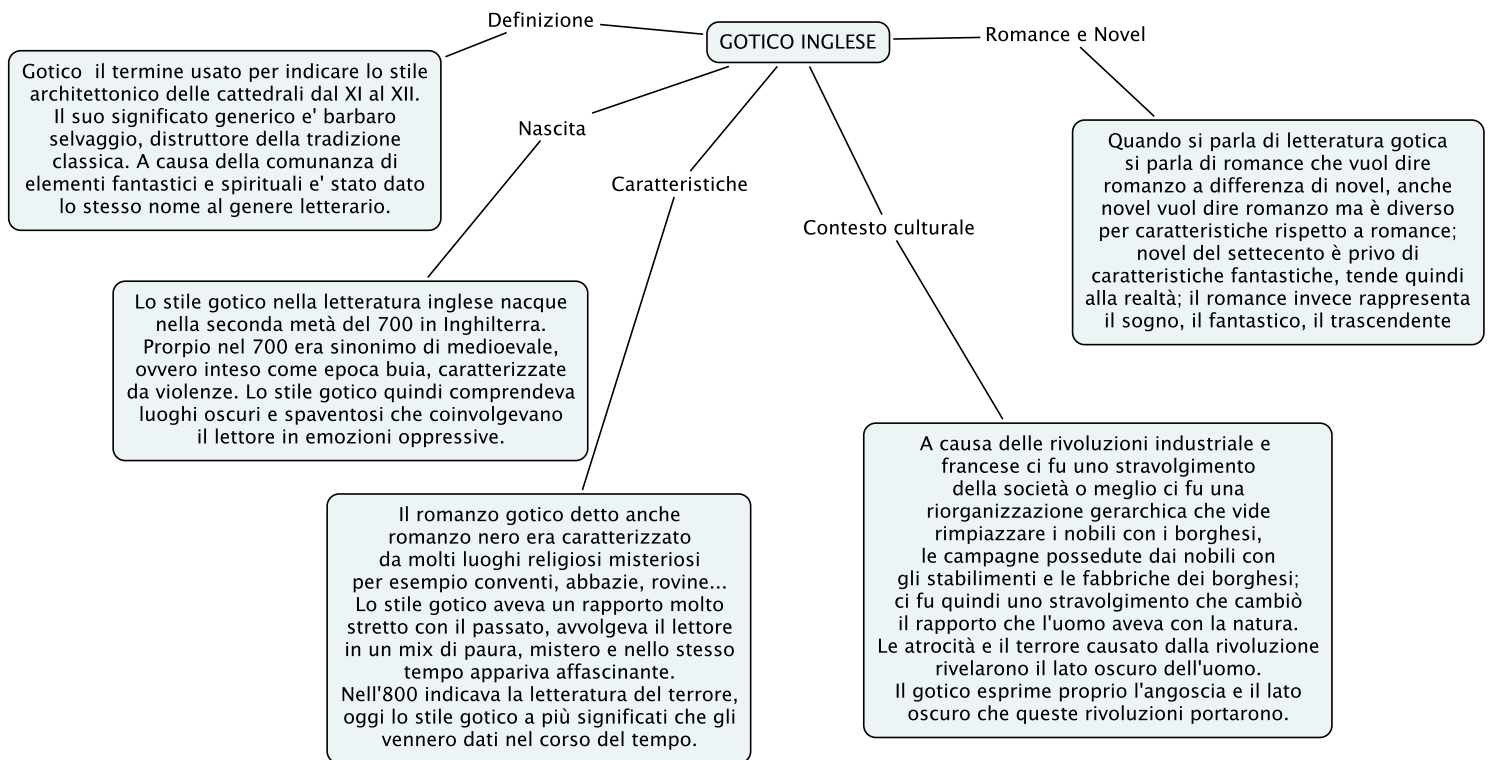 GOTICO INGLESE
Definizione
Gotico  il termine usato per indicare lo stile
architettonico delle cattedrali dal XI al XII.
Il suo significato generico e' barbaro
selvaggio, distruttore della tradizione
classica. A causa della comunanza di
elementi fantastici e spirituali e' stato dato
lo stesso nome al genere letterario.
Nascita
Lo stile gotico nella letteratura inglese nacque
nella seconda metà del 700 in Inghilterra.
Prorpio nel 700 era sinonimo di medioevale,
ovvero inteso come epoca buia, caratterizzate
da violenze. Lo stile gotico quindi comprendeva
luoghi oscuri e spaventosi che coinvolgevano
il lettore in emozioni oppressive.
Caratteristiche
Il romanzo gotico detto anche
romanzo nero era caratterizzato
da molti luoghi religiosi misteriosi
per esempio conventi, abbazie, rovine...
Lo stile gotico aveva un rapporto molto
stretto con il passato, avvolgeva il lettore
in un mix di paura, mistero e nello stesso
tempo appariva affascinante.
Nell'800 indicava la letteratura del terrore,
oggi lo stile gotico a più significati che gli
vennero dati nel corso del tempo.
Contesto culturale
A causa delle rivoluzioni industriale e
francese ci fu uno stravolgimento
della società o meglio ci fu una
riorganizzazione gerarchica che vide
rimpiazzare i nobili con i borghesi,
le campagne possedute dai nobili con
gli stabilimenti e le fabbriche dei borghesi;
ci fu quindi uno stravolgimento che cambiò
il rapporto che l'uomo aveva con la natura.
Le atrocità e il terrore causato dalla rivoluzione
rivelarono il lato oscuro dell'uomo.
Il gotico esprime proprio l'angoscia e il lato
oscuro che queste rivoluzioni portarono.
Romance e Novel
Quando si parla di letteratura gotica
si parla di romance che vuol dire
romanzo a differenza di novel, anche
novel vuol dire romanzo ma è diverso
per caratteristiche rispetto a romance;
novel del settecento è privo di
caratteristiche fantastiche, tende quindi
alla realtà; il romance invece rappresenta
il sogno, il fantastico, il trascendente